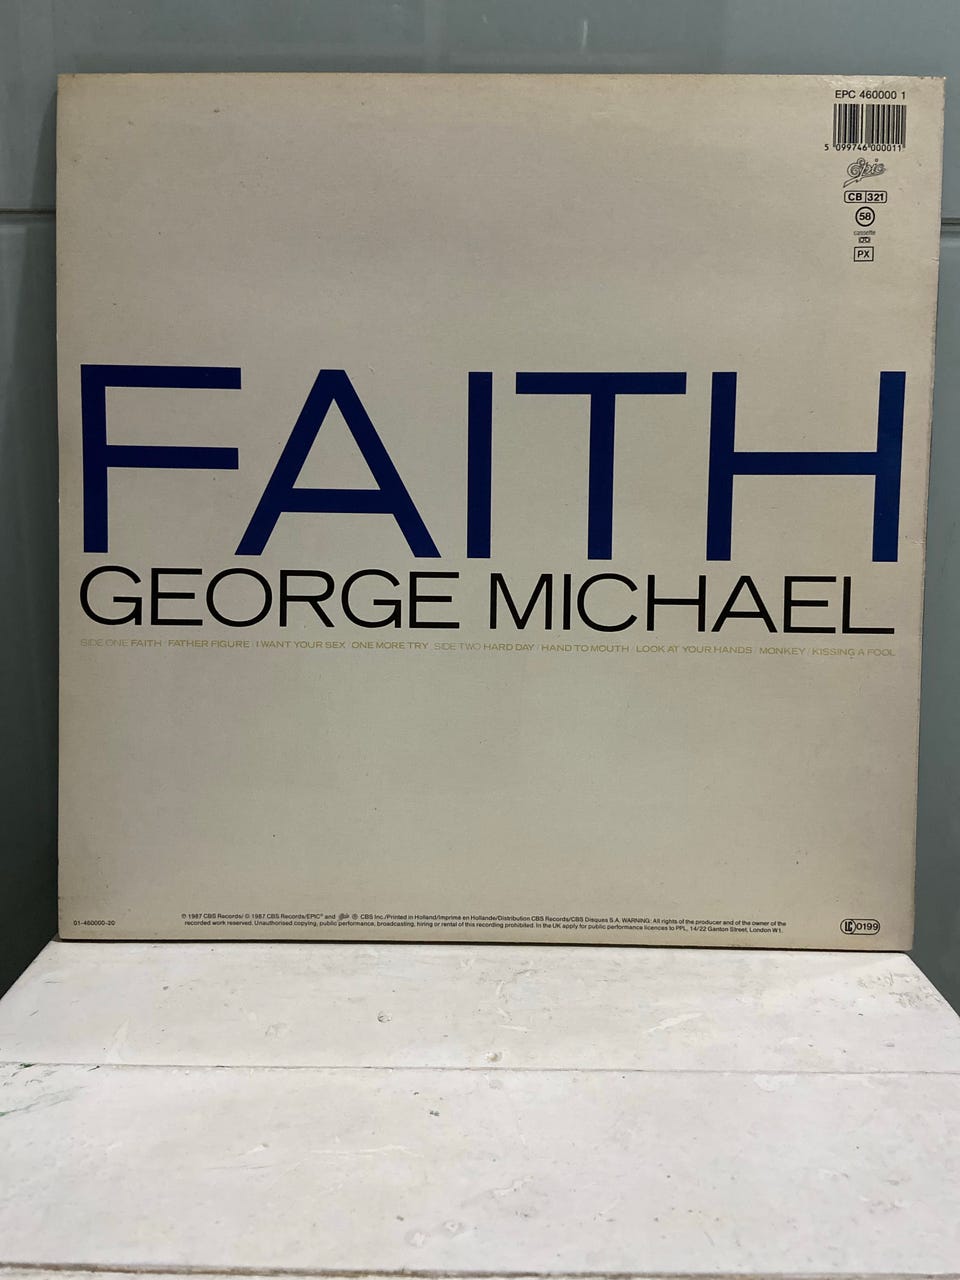 EPC 460000 1
5 099746 000011
Epic
CB 321
58
cassette
PX
FAITH
GEORGE MICHAEL
SIDE ONE FAITH / FATHER FIGURE / I WANT YOUR SEX / ONE MORE TRY SIDE TWO HARD DAY / HAND TO MOUTH / LOOK AT YOUR HANDS / MONKEY / KISSING A FOOL
℗ 1987 CBS Records/ © 1987 CBS Records/EPIC® and Epic ® CBS Inc./Printed in Holland/Imprimé en Hollande/Distribution CBS Records/CBS Disques S.A. WARNING: All rights of the producer and of the owner of the
recorded work reserved. Unauthorised copying, public performance, broadcasting, hiring or rental of this recording prohibited. In the UK apply for public performance licences to PPL, 14/22 Ganton Street, London W1.
01-460000-20
LC 0199